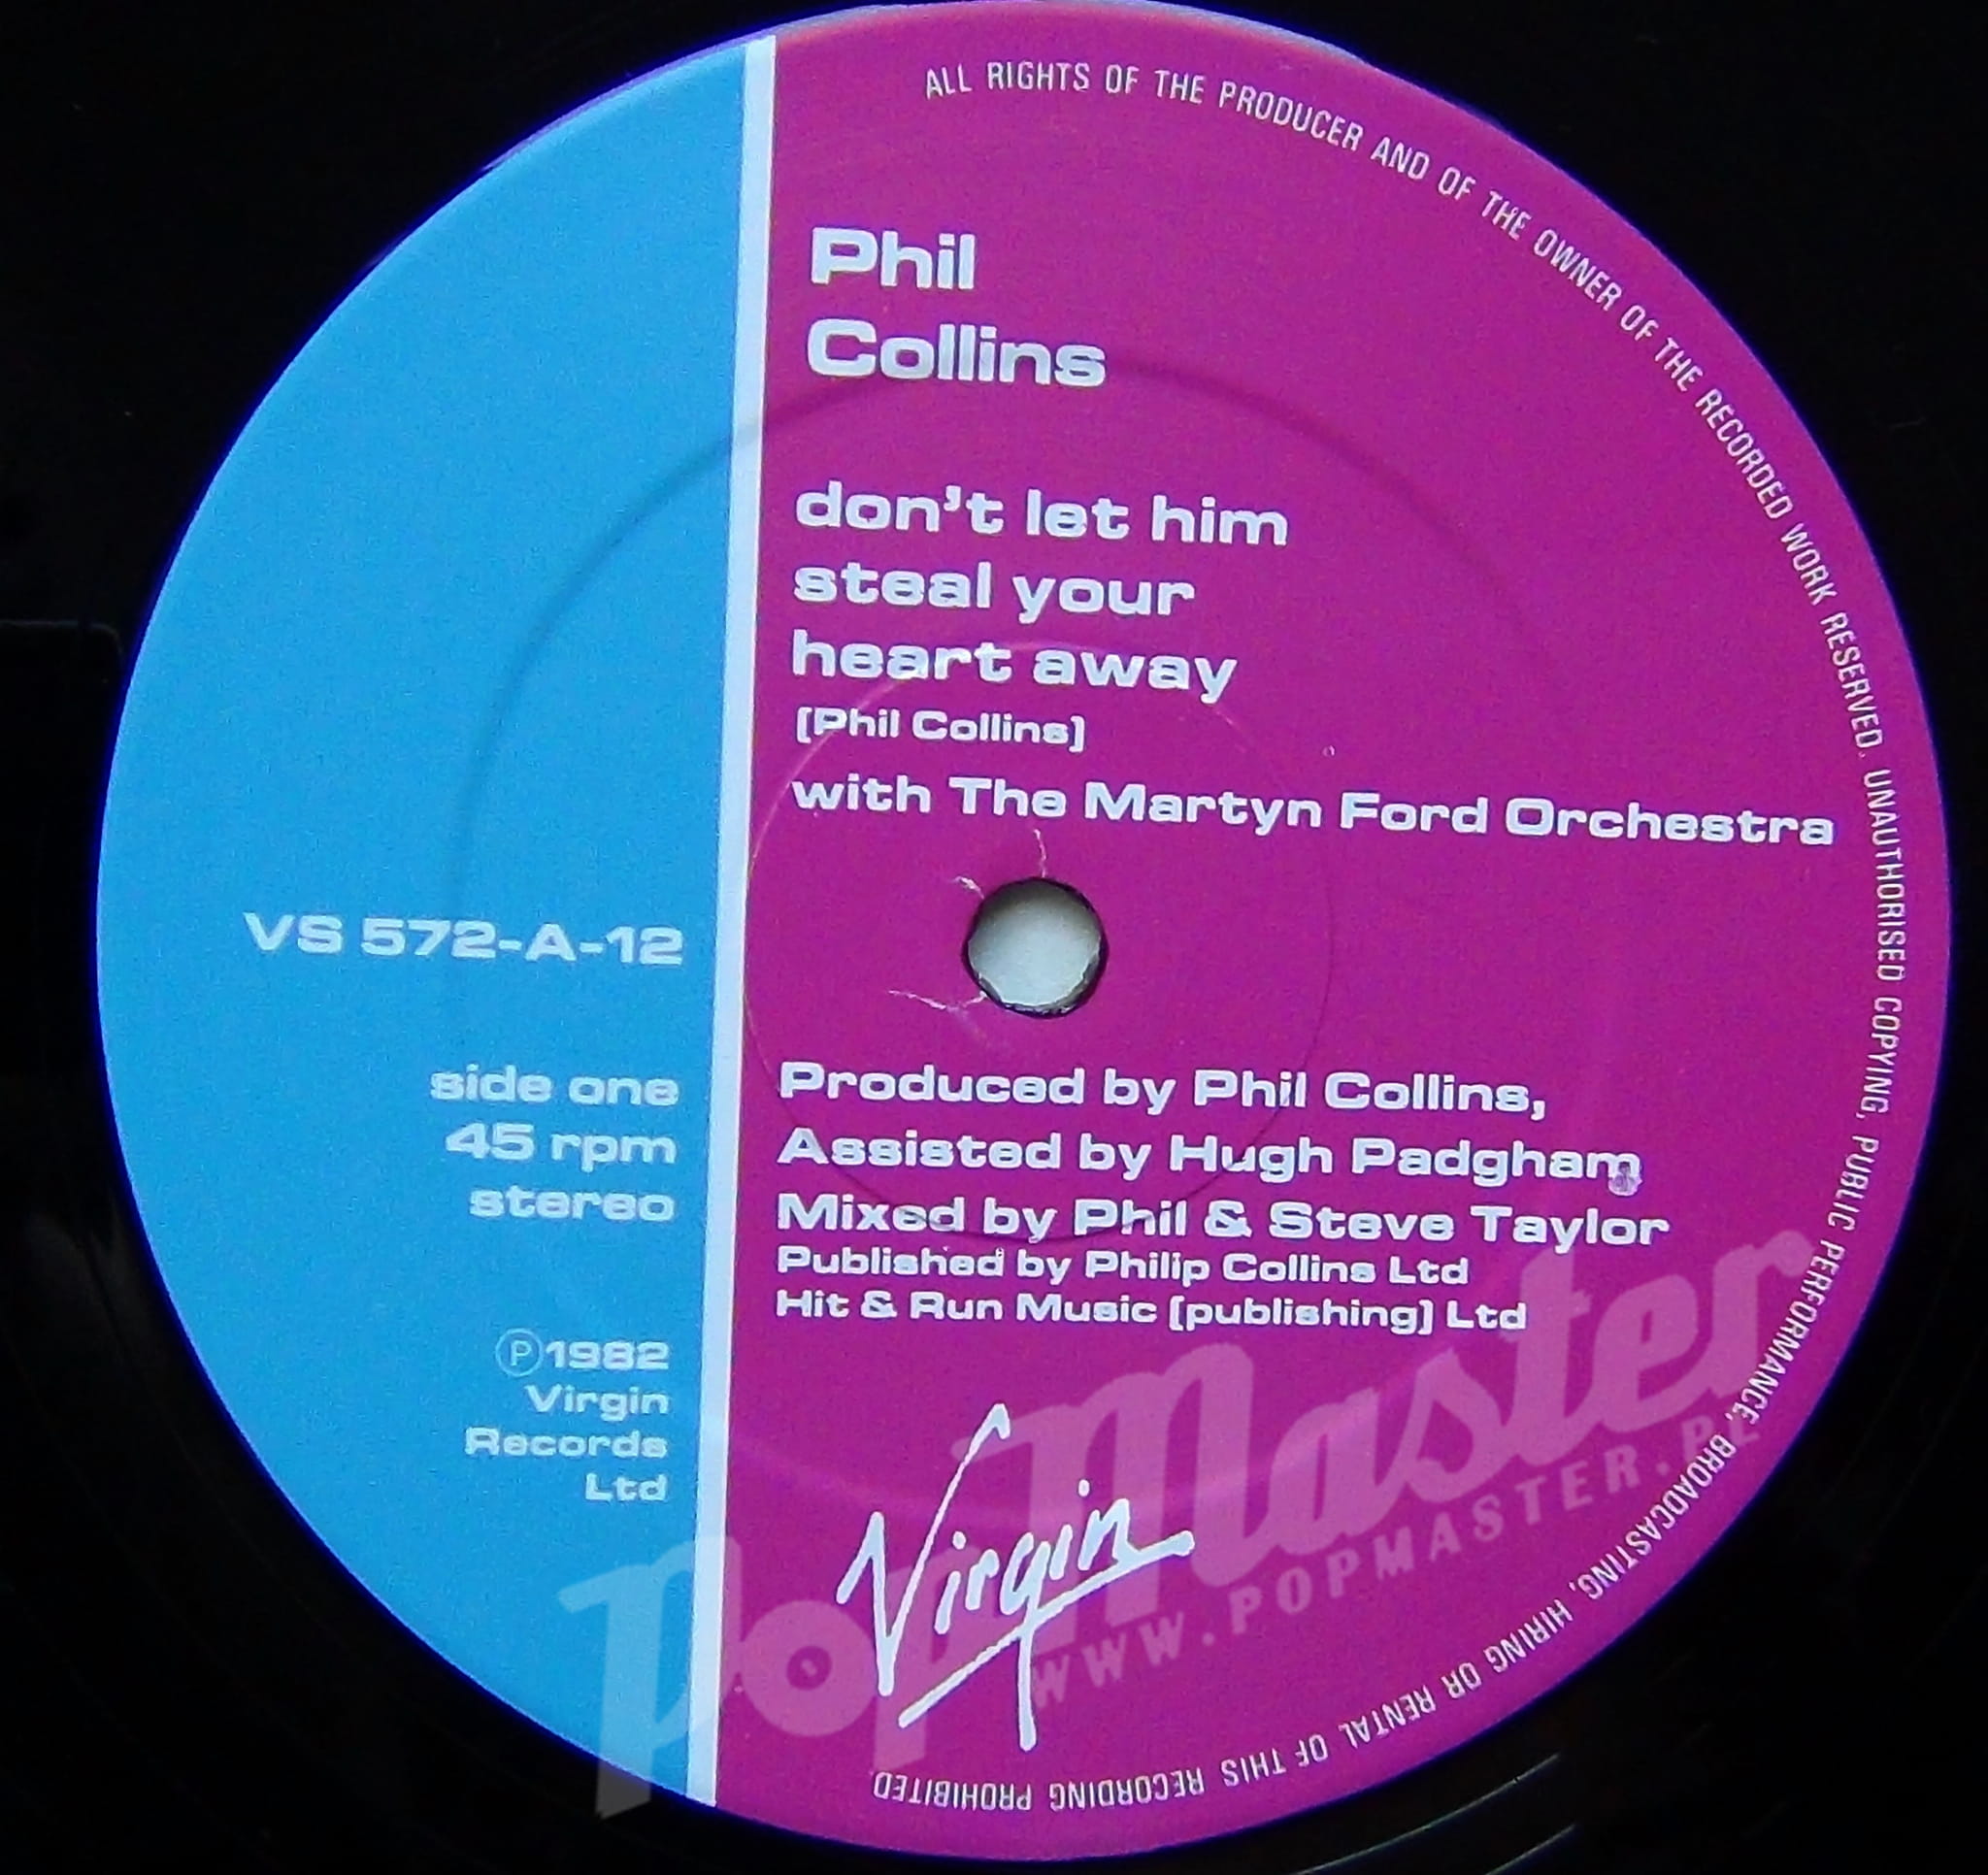 ALL RIGHTS OF THE PRODUCER AND OF THE OWNER OF THE RECORDED WORK RESERVED. UNAUTHORISED COPYING, PUBLIC PERFORMANCE, BROADCASTING, HIRING OR RENTAL OF THIS RECORDING PROHIBITED
Phil
Collins
don't let him
steal your
heart away
[Phil Collins]
with The Martyn Ford Orchestra
VS 572-A-12
side one
45 rpm
stereo
Ⓟ1982
Virgin
Records
Ltd
Produced by Phil Collins,
Assisted by Hugh Padgham
Mixed by Phil & Steve Taylor
Published by Philip Collins Ltd
Hit & Run Music [publishing] Ltd
Virgin
Pop Master
WWW.POPMASTER.PL